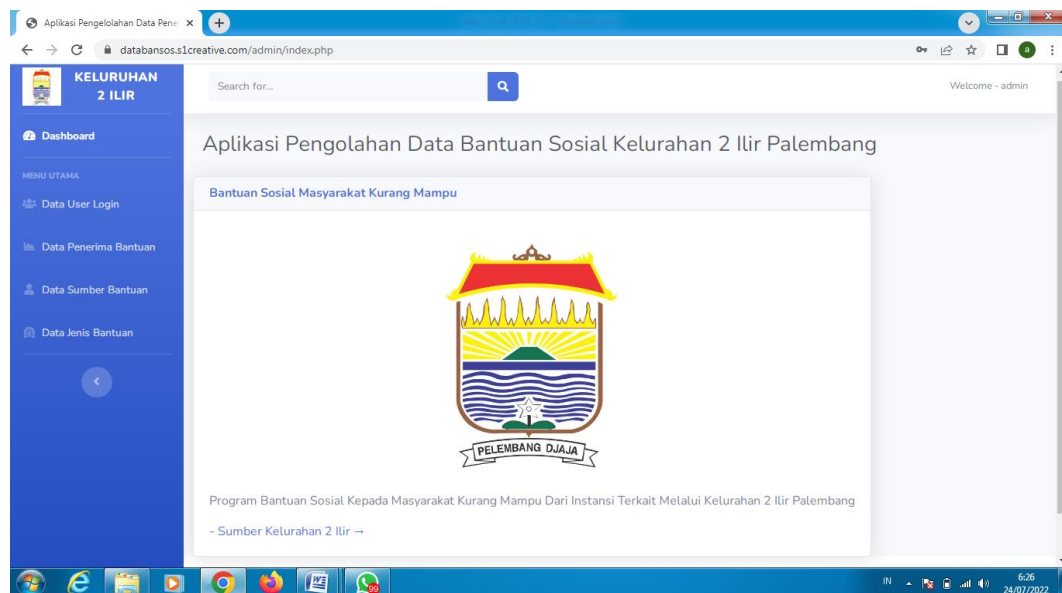 Aplikasi Pengelolahan Data Pene
databansos.s1creative.com/admin/index.php
a
KELURUHAN
2 ILIR
Search for...
Welcome - admin
Dashboard
Aplikasi Pengolahan Data Bantuan Sosial Kelurahan 2 Ilir Palembang
MENU UTAMA
Bantuan Sosial Masyarakat Kurang Mampu
Data User Login
Data Penerima Bantuan
Data Sumber Bantuan
Data Jenis Bantuan
PELEMBANG DJAJA
Program Bantuan Sosial Kepada Masyarakat Kurang Mampu Dari Instansi Terkait Melalui Kelurahan 2 Ilir Palembang
- Sumber Kelurahan 2 Ilir →
99
IN
6:26
24/07/2022